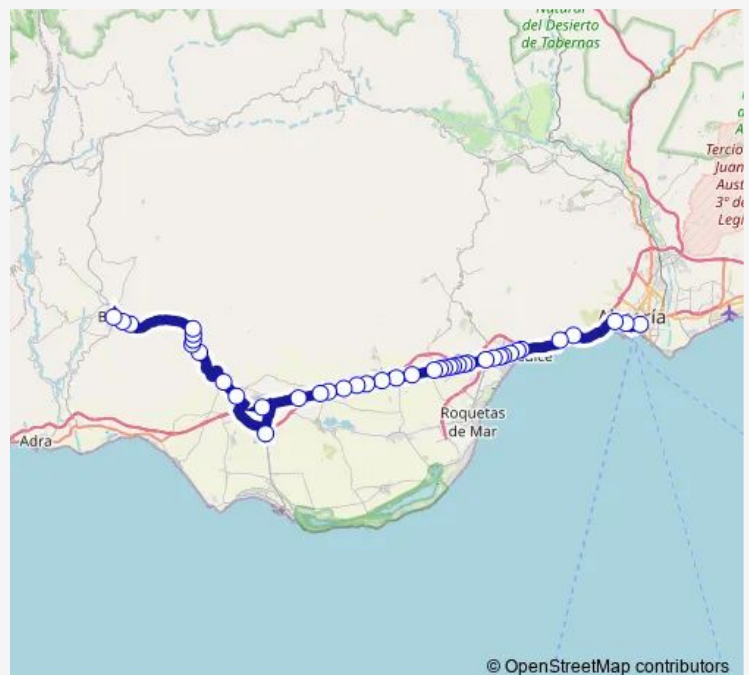 Natural
del Desierto
de Tabernas
Tercio
Juan
Aust
3º de
Legi
Roquetas
de Mar
Adra
© OpenStreetMap contributors